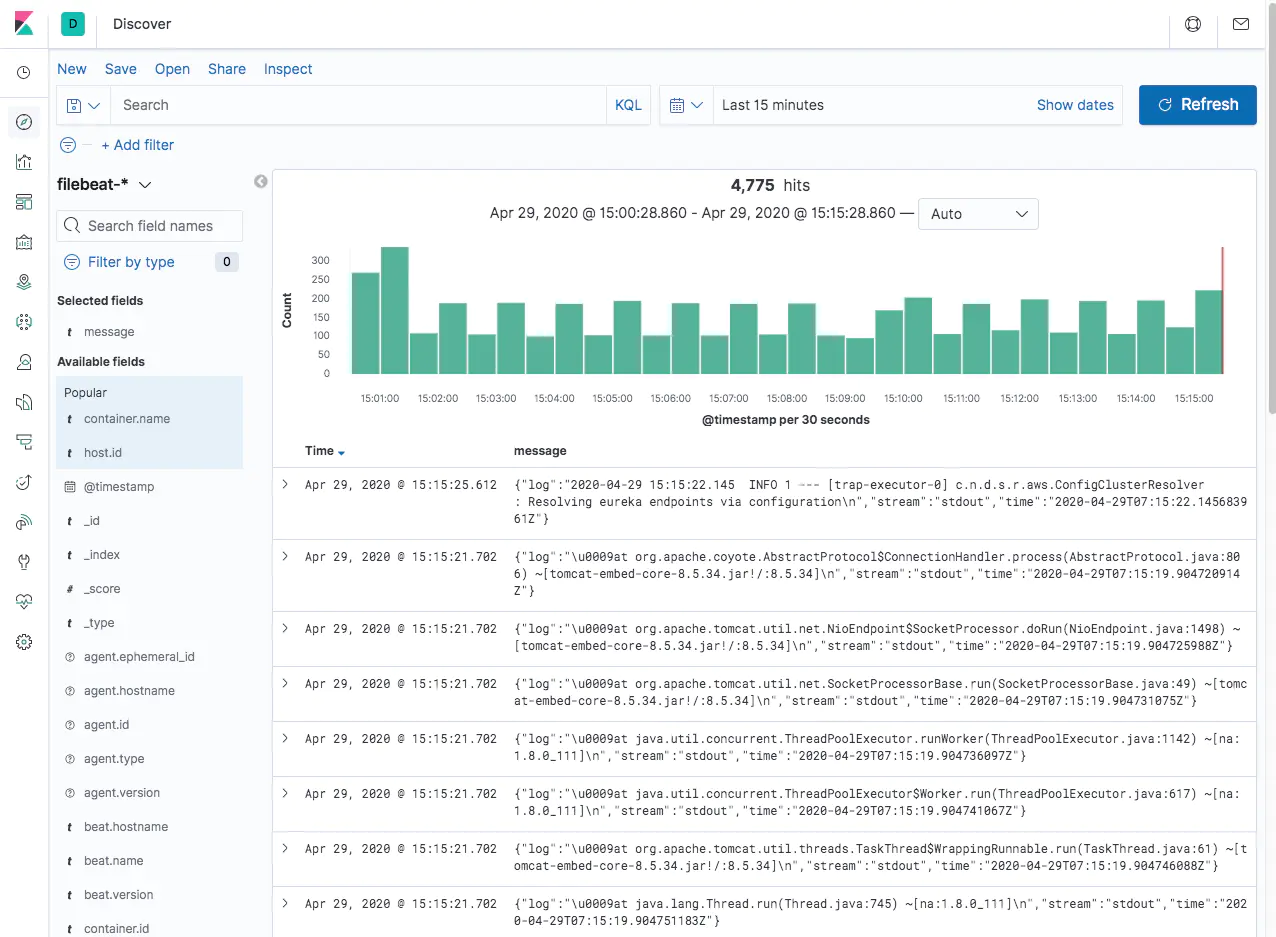 D Discover
New Save Open Share Inspect
Search KQL Last 15 minutes Show dates Refresh
+ Add filter
filebeat-*
Search field names
Filter by type 0
Selected fields
t message
Available fields
Popular
t container.name
t host.id
@timestamp
t _id
t _index
# _score
t _type
agent.ephemeral_id
agent.hostname
agent.id
agent.type
agent.version
t beat.hostname
t beat.name
t beat.version
t container.id
4,775 hits
Apr 29, 2020 @ 15:00:28.860 - Apr 29, 2020 @ 15:15:28.860 — Auto
Count
300
250
200
150
100
50
0
15:01:00 15:02:00 15:03:00 15:04:00 15:05:00 15:06:00 15:07:00 15:08:00 15:09:00 15:10:00 15:11:00 15:12:00 15:13:00 15:14:00 15:15:00
@timestamp per 30 seconds
Time message
Apr 29, 2020 @ 15:15:25.612 {"log":"2020-04-29 15:15:22.145  INFO 1 --- [trap-executor-0] c.n.d.s.r.aws.ConfigClusterResolver
: Resolving eureka endpoints via configuration\n","stream":"stdout","time":"2020-04-29T07:15:22.1456839
61Z"}
Apr 29, 2020 @ 15:15:21.702 {"log":"\u0009at org.apache.coyote.AbstractProtocol$ConnectionHandler.process(AbstractProtocol.java:80
6) ~[tomcat-embed-core-8.5.34.jar!/:8.5.34]\n","stream":"stdout","time":"2020-04-29T07:15:19.904720914
Z"}
Apr 29, 2020 @ 15:15:21.702 {"log":"\u0009at org.apache.tomcat.util.net.NioEndpoint$SocketProcessor.doRun(NioEndpoint.java:1498) ~
[tomcat-embed-core-8.5.34.jar!/:8.5.34]\n","stream":"stdout","time":"2020-04-29T07:15:19.904725988Z"}
Apr 29, 2020 @ 15:15:21.702 {"log":"\u0009at org.apache.tomcat.util.net.SocketProcessorBase.run(SocketProcessorBase.java:49) ~[tomc
at-embed-core-8.5.34.jar!/:8.5.34]\n","stream":"stdout","time":"2020-04-29T07:15:19.904731075Z"}
Apr 29, 2020 @ 15:15:21.702 {"log":"\u0009at java.util.concurrent.ThreadPoolExecutor.runWorker(ThreadPoolExecutor.java:1142) ~[na:
1.8.0_111]\n","stream":"stdout","time":"2020-04-29T07:15:19.904736097Z"}
Apr 29, 2020 @ 15:15:21.702 {"log":"\u0009at java.util.concurrent.ThreadPoolExecutor$Worker.run(ThreadPoolExecutor.java:617) ~[na:
1.8.0_111]\n","stream":"stdout","time":"2020-04-29T07:15:19.904741067Z"}
Apr 29, 2020 @ 15:15:21.702 {"log":"\u0009at org.apache.tomcat.util.threads.TaskThread$WrappingRunnable.run(TaskThread.java:61) ~[t
omcat-embed-core-8.5.34.jar!/:8.5.34]\n","stream":"stdout","time":"2020-04-29T07:15:19.904746088Z"}
Apr 29, 2020 @ 15:15:21.702 {"log":"\u0009at java.lang.Thread.run(Thread.java:745) ~[na:1.8.0_111]\n","stream":"stdout","time":"202
0-04-29T07:15:19.904751183Z"}